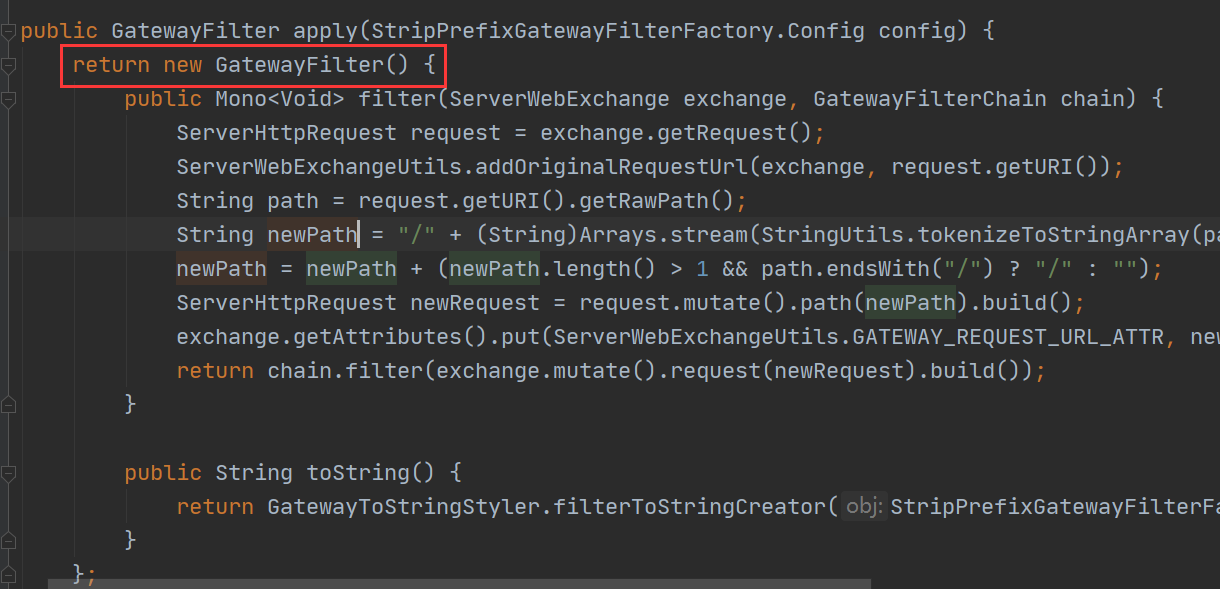 public GatewayFilter apply(StripPrefixGatewayFilterFactory.Config config) {
return new GatewayFilter() {
public Mono<Void> filter(ServerWebExchange exchange, GatewayFilterChain chain) {
ServerHttpRequest request = exchange.getRequest();
ServerWebExchangeUtils.addOriginalRequestUrl(exchange, request.getURI());
String path = request.getURI().getRawPath();
String newPath = "/" + (String)Arrays.stream(StringUtils.tokenizeToStringArray(pa
newPath = newPath + (newPath.length() > 1 && path.endsWith("/") ? "/" : "");
ServerHttpRequest newRequest = request.mutate().path(newPath).build();
exchange.getAttributes().put(ServerWebExchangeUtils.GATEWAY_REQUEST_URL_ATTR, new
return chain.filter(exchange.mutate().request(newRequest).build());
}
public String toString() {
return GatewayToStringStyler.filterToStringCreator( obj: StripPrefixGatewayFilterFa
}
};